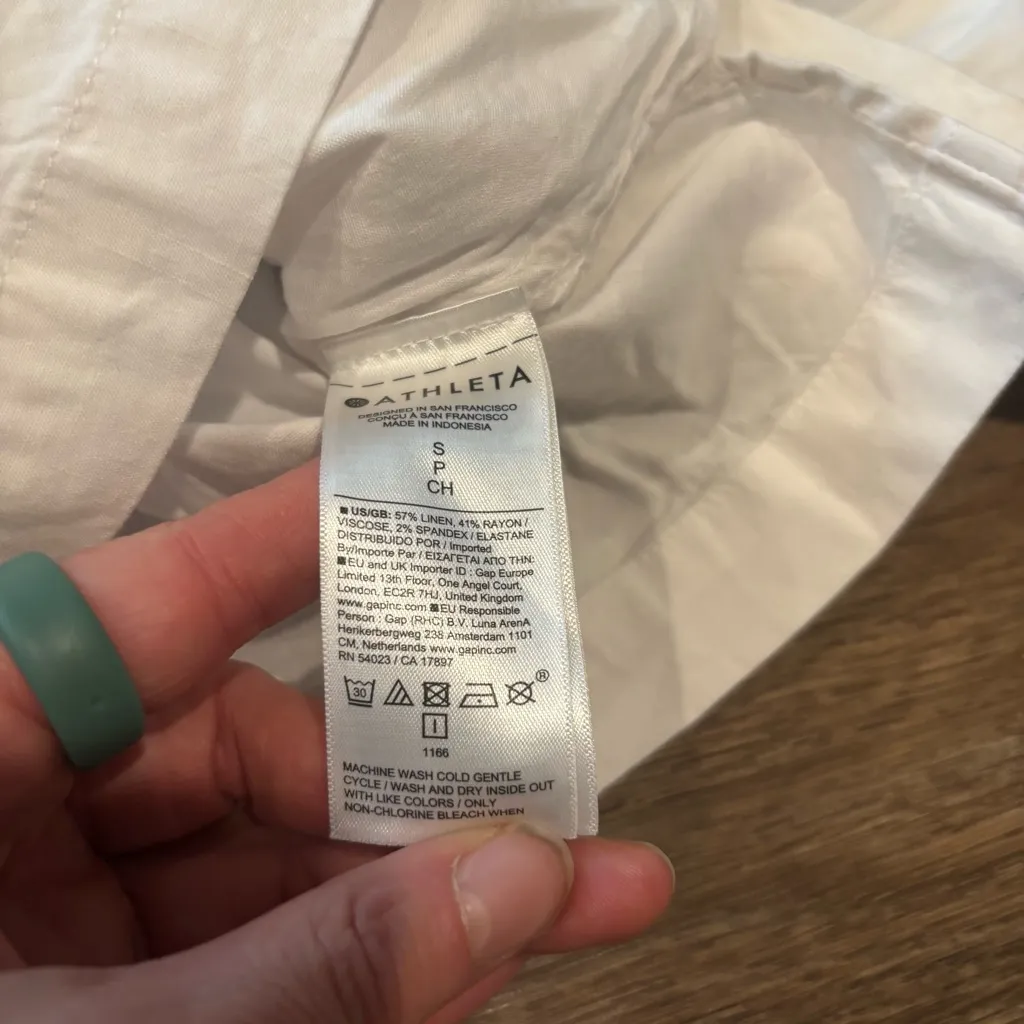 ATHLETA
DESIGNED IN SAN FRANCISCO
CONÇU À SAN FRANCISCO
MADE IN INDONESIA
S
P
CH
US/GB: 57% LINEN, 41% RAYON /
VISCOSE, 2% SPANDEX / ELASTANE
DISTRIBUIDO POR / Imported
By/Importe Par / ΕΙΣΑΓΕΤΑΙ ΑΠΟ ΤΗΝ:
EU and UK Importer ID : Gap Europe
Limited 13th Floor, One Angel Court,
London, EC2R 7HJ, United Kingdom
www.gapinc.com EU Responsible
Person : Gap (RHC) B.V. Luna ArenA
Herikerbergweg 238 Amsterdam 1101
CM, Netherlands www.gapinc.com
RN 54023 / CA 17897
30 ®
1166
MACHINE WASH COLD GENTLE
CYCLE / WASH AND DRY INSIDE OUT
WITH LIKE COLORS / ONLY
NON-CHLORINE BLEACH WHEN